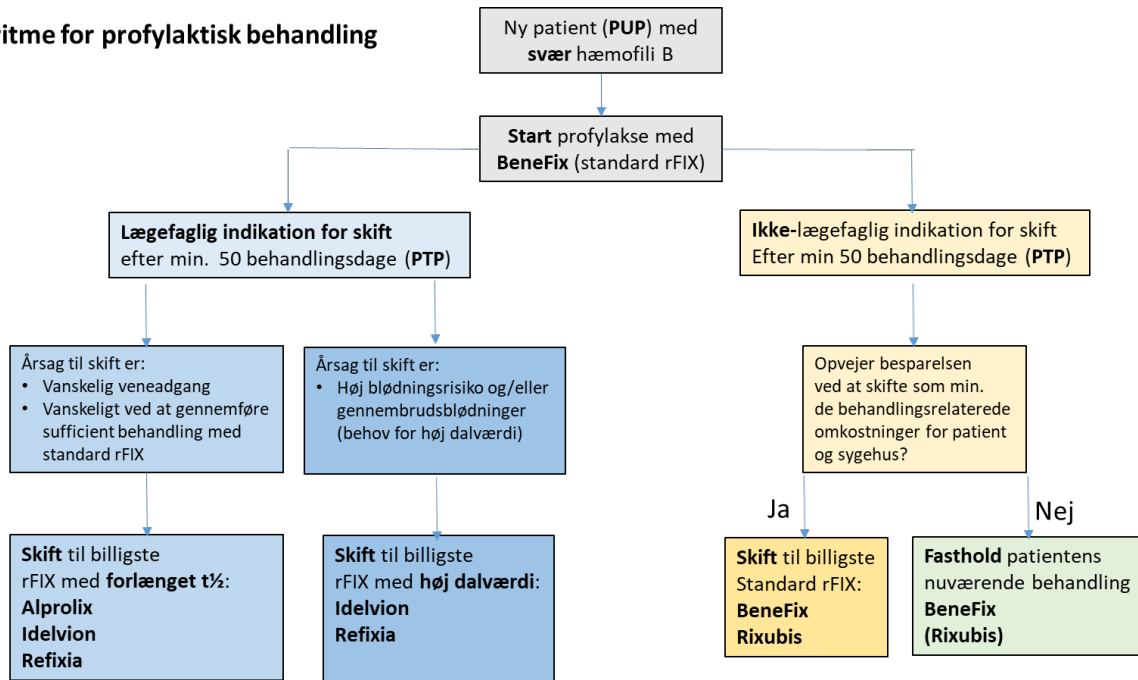 ritme for profylaktisk behandling
Ny patient (PUP) med
svær hæmofili B
Start profylakse med
BeneFix (standard rFIX)
Lægefaglig indikation for skift
efter min. 50 behandlingsdage (PTP)
Ikke-lægefaglig indikation for skift
Efter min 50 behandlingsdage (PTP)
Årsag til skift er:
• Vanskelig veneadgang
• Vanskeligt ved at gennemføre
sufficient behandling med
standard rFIX
Årsag til skift er:
• Høj blødningsrisiko og/eller
gennembrudsblødninger
(behov for høj dalværdi)
Opvejer besparelsen
ved at skifte som min.
de behandlingsrelaterede
omkostninger for patient
og sygehus?
Ja
Nej
Skift til billigste
rFIX med forlænget t½:
Alprolix
Idelvion
Refixia
Skift til billigste
rFIX med høj dalværdi:
Idelvion
Refixia
Skift til billigste
Standard rFIX:
BeneFix
Rixubis
Fasthold patientens
nuværende behandling
BeneFix
(Rixubis)